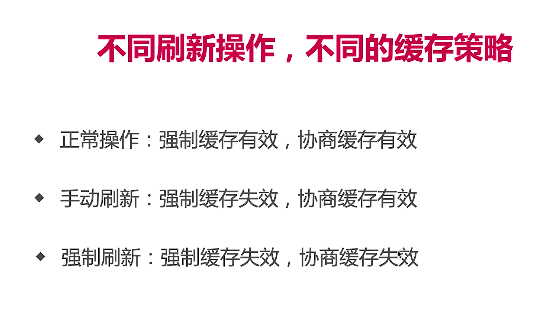 不同刷新操作，不同的缓存策略
正常操作：强制缓存有效，协商缓存有效
手动刷新：强制缓存失效，协商缓存有效
强制刷新：强制缓存失效，协商缓存失效